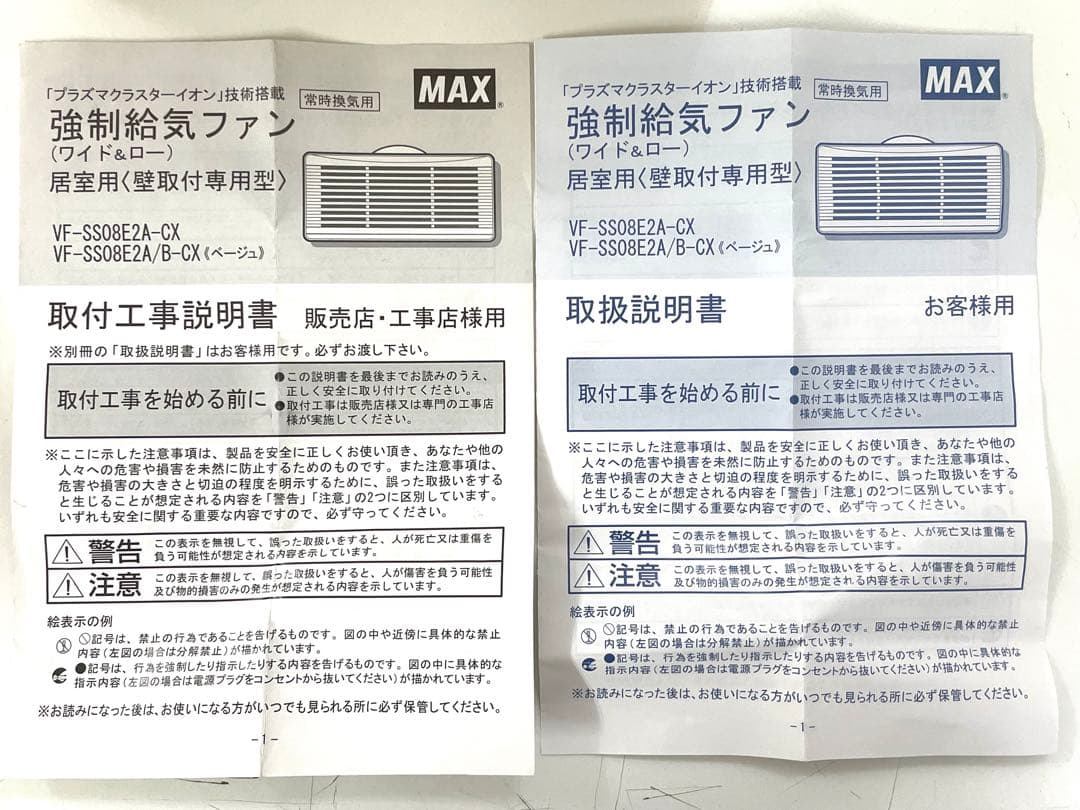 「プラズマクラスターイオン」技術搭載
常時換気用
MAX®
強制給気ファン
(ワイド&ロー)
居室用〈壁取付専用型〉
VF-SS08E2A-CX
VF-SS08E2A/B-CX《ベージュ》
取付工事説明書 販売店・工事店様用
※別冊の「取扱説明書」はお客様用です。必ずお渡し下さい。
取付工事を始める前に
●この説明書を最後までお読みのうえ、
正しく安全に取り付けてください。
●取付工事は販売店様又は専門の工事店
様が実施してください。
※ここに示した注意事項は、製品を安全に正しくお使い頂き、あなたや他の
人々への危害や損害を未然に防止するためのものです。また注意事項は、
危害や損害の大きさと切迫の程度を明示するために、誤った取扱いをする
と生じることが想定される内容を「警告」「注意」の2つに区別しています。
いずれも安全に関する重要な内容ですので、必ず守ってください。
警告
この表示を無視して、誤った取扱いをすると、人が死亡又は重傷を
負う可能性が想定される内容を示しています。
注意
この表示を無視して、誤った取扱いをすると、人が傷害を負う可能性
及び物的損害のみの発生が想定される内容を示しています。
絵表示の例
記号は、禁止の行為であることを告げるものです。図の中や近傍に具体的な禁止
内容(左図の場合は分解禁止)が描かれています。
●記号は、行為を強制したり指示したりする内容を告げるものです。図の中に具体的な
指示内容(左図の場合は電源プラグをコンセントから抜いてください)が描かれています。
※お読みになった後は、お使いになる方がいつでも見られる所に必ず保管してください。
-1-
「プラズマクラスターイオン」技術搭載
常時換気用
MAX®
強制給気ファン
(ワイド&ロー)
居室用〈壁取付専用型〉
VF-SS08E2A-CX
VF-SS08E2A/B-CX《ベージュ》
取扱説明書 お客様用
取付工事を始める前に
●この説明書を最後までお読みのうえ、
正しく安全に取り付けてください。
●取付工事は販売店様又は専門の工事店
様が実施してください。
※ここに示した注意事項は、製品を安全に正しくお使い頂き、あなたや他の
人々への危害や損害を未然に防止するためのものです。また注意事項は、
危害や損害の大きさと切迫の程度を明示するために、誤った取扱いをする
と生じることが想定される内容を「警告」「注意」の2つに区別しています。
いずれも安全に関する重要な内容ですので、必ず守ってください。
警告
この表示を無視して、誤った取扱いをすると、人が死亡又は重傷を
負う可能性が想定される内容を示しています。
注意
この表示を無視して、誤った取扱いをすると、人が傷害を負う可能性
及び物的損害のみの発生が想定される内容を示しています。
絵表示の例
記号は、禁止の行為であることを告げるものです。図の中や近傍に具体的な禁止
内容(左図の場合は分解禁止)が描かれています。
●記号は、行為を強制したり指示したりする内容を告げるものです。図の中に具体的な
指示内容(左図の場合は電源プラグをコンセントから抜いてください)が描かれています。
※お読みになった後は、お使いになる方がいつでも見られる所に必ず保管してください。
-1-